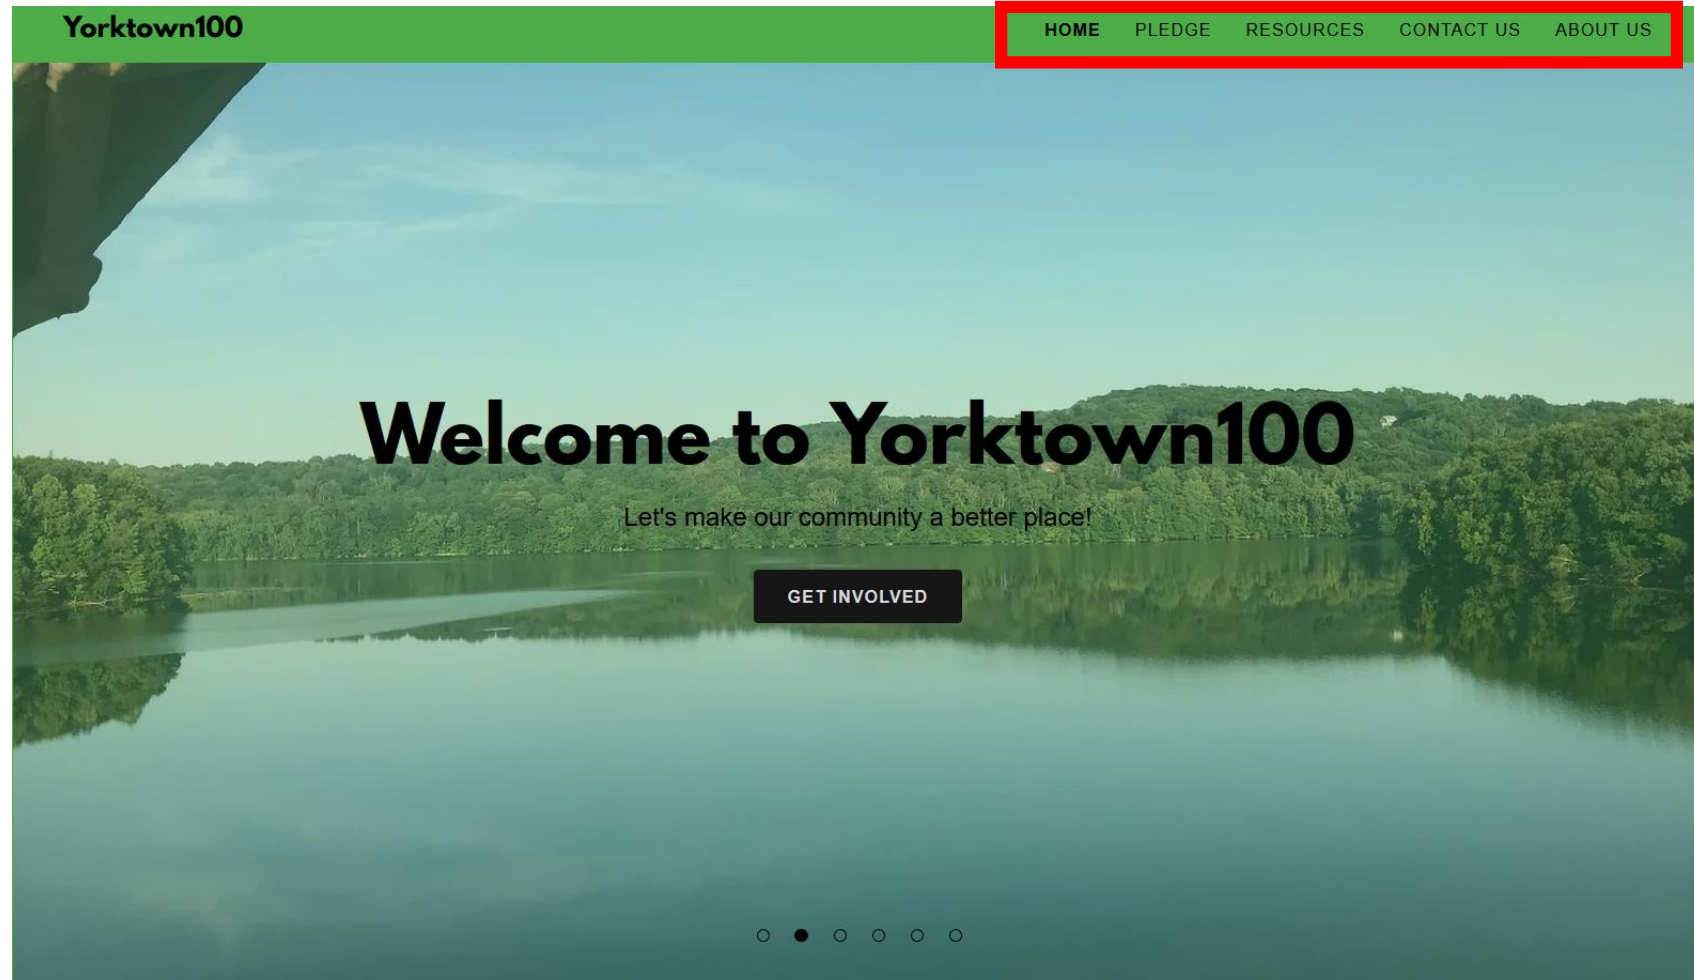 Yorktown100
HOME PLEDGE RESOURCES CONTACT US ABOUT US
Welcome to Yorktown100
Let's make our community a better place!
GET INVOLVED